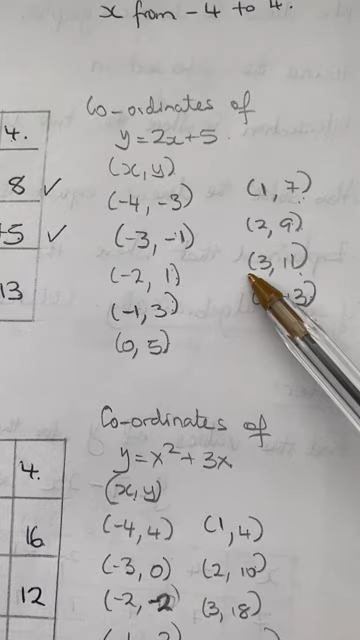 x from -4 to 4.
4.
8 ✓
+5 ✓
13
Co-ordinates of
y = 2x + 5.
(x, y)
(-4, -3)
(-3, -1)
(-2, 1)
(-1, 3)
(0, 5)
(1, 7)
(2, 9)
(3, 11)
Co-ordinates of
y = x² + 3x
(x, y)
(-4, 4) (1, 4)
(-3, 0) (2, 10)
(-2, -2) (3, 18)
4.
16
12